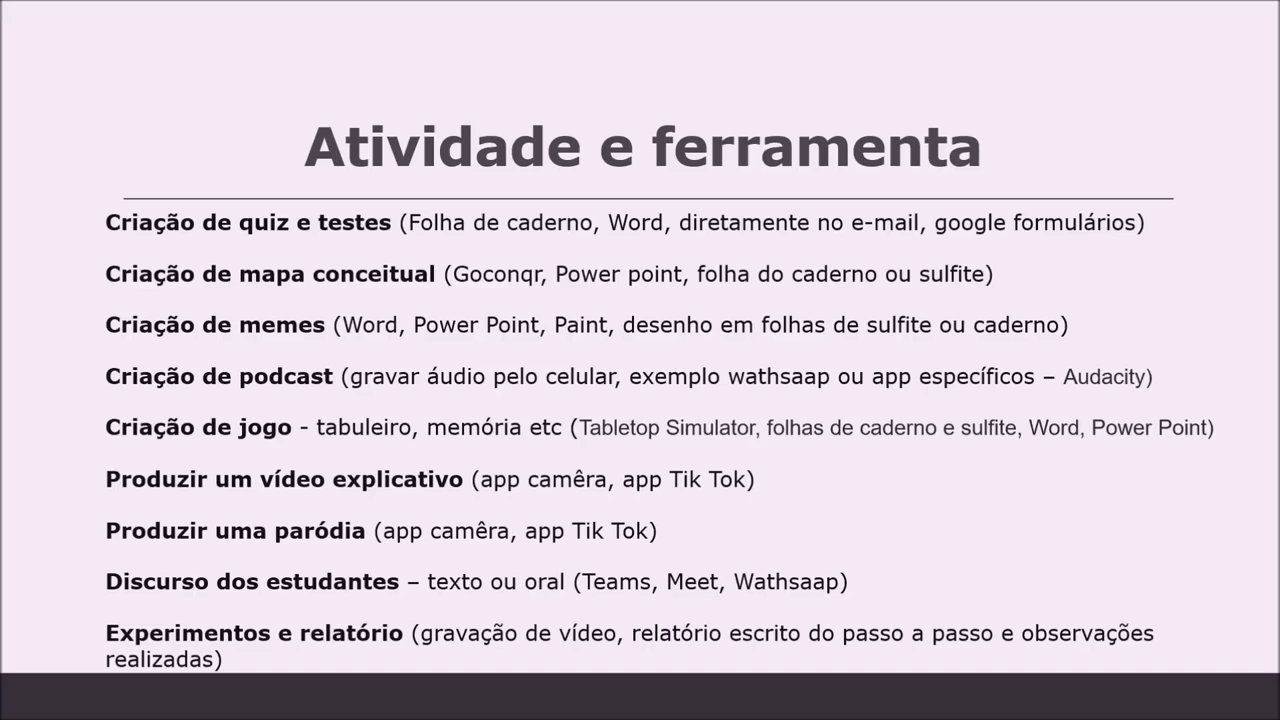 Atividade e ferramenta
Criação de quiz e testes (Folha de caderno, Word, diretamente no e-mail, google formulários)
Criação de mapa conceitual (Goconqr, Power point, folha do caderno ou sulfite)
Criação de memes (Word, Power Point, Paint, desenho em folhas de sulfite ou caderno)
Criação de podcast (gravar áudio pelo celular, exemplo wathsaap ou app específicos – Audacity)
Criação de jogo - tabuleiro, memória etc (Tabletop Simulator, folhas de caderno e sulfite, Word, Power Point)
Produzir um vídeo explicativo (app camêra, app Tik Tok)
Produzir uma paródia (app camêra, app Tik Tok)
Discurso dos estudantes – texto ou oral (Teams, Meet, Wathsaap)
Experimentos e relatório (gravação de vídeo, relatório escrito do passo a passo e observações
realizadas)